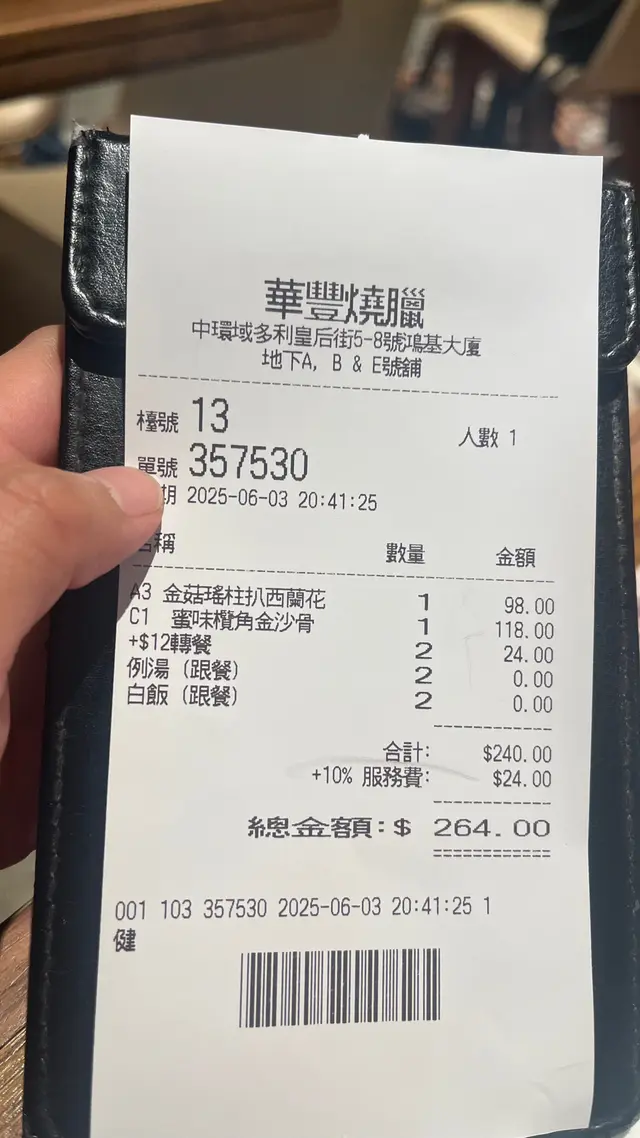 華豐燒臘
中環域多利皇后街5-8號鴻基大廈
地下A, B & E號舖
檯號 13 人數 1
單號 357530
期 2025-06-03 20:41:25
名稱 數量 金額
A3 金菇瑤柱扒西蘭花 1 98.00
C1 蜜味欖角金沙骨 1 118.00
+$12轉餐 2 24.00
例湯 (跟餐) 2 0.00
白飯 (跟餐) 2 0.00
合計: $240.00
+10% 服務費: $24.00
總金額:$ 264.00
001 103 357530 2025-06-03 20:41:25 1
健